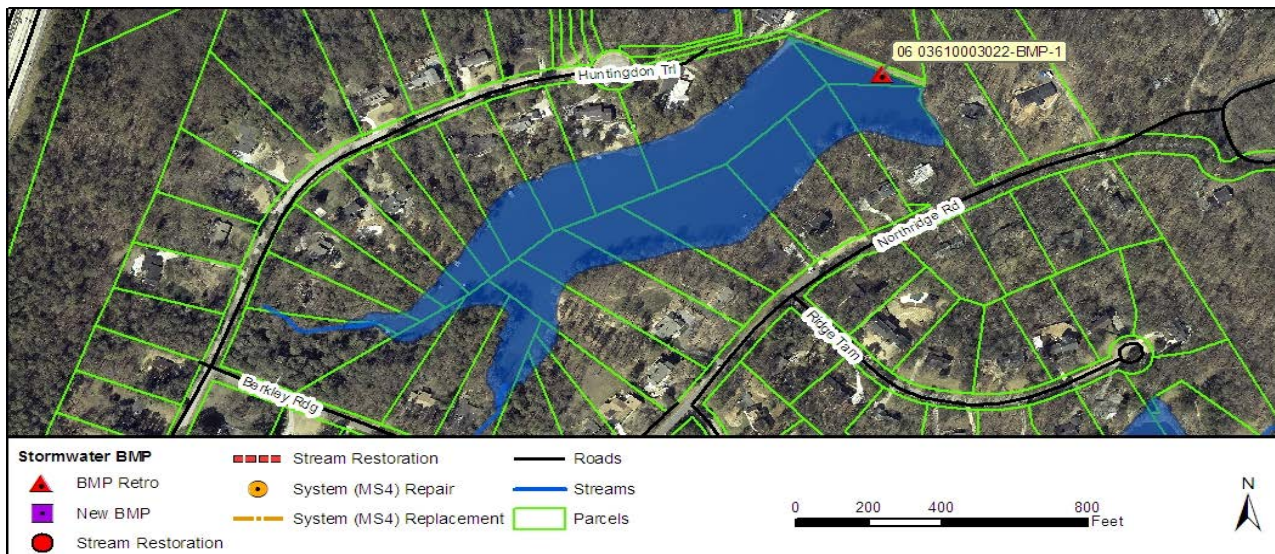 06 03610003022-BMP-1
Huntingdon Trl
Northridge Rd
Ridge Tarn
Barkley Rdg
Stormwater BMP
BMP Retro
New BMP
Stream Restoration
Stream Restoration
System (MS4) Repair
System (MS4) Replacement
Roads
Streams
Parcels
0 200 400 800
Feet
N